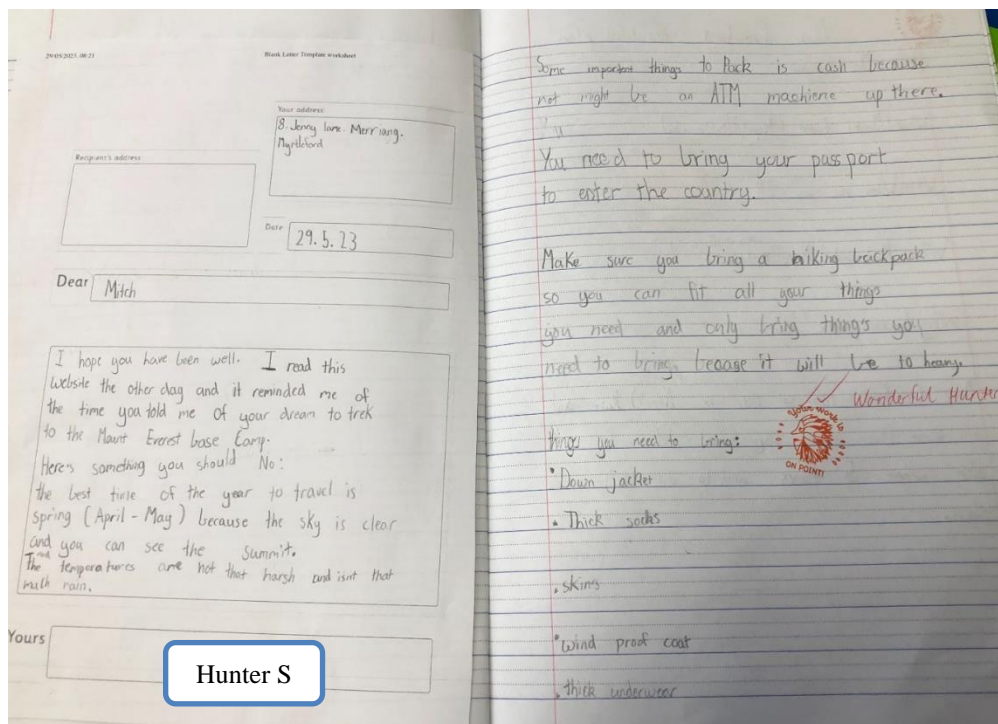 29/05/2023, 08:21
Blank Letter Template worksheet
Your address
8. Jenny lane. Merriang.
Myrtleford
Recipient's address
Date
29.5.23
Dear
Mitch
I hope you have been well. I read this
website the other day and it reminded me of
the time you told me of your dream to trek
to the Mount Everest base Camp.
Here's something you should No:
the best time of the year to travel is
spring (April - May) because the sky is clear
and you can see the summit.
The temperatures are not that harsh and isnt that
much rain.
Yours
Hunter S
Some important things to Pack is cash because
not might be an ATM machiene up there.
You need to bring your passport
to enter the country.
Make sure you bring a hiking backpack
so you can fit all your things
you need and only bring thing's you
need to bring, becaase it will be to heavy.
Wonderful Hunter
Your work is
ON POINT!
things you need to bring:
• Down jacket
• Thick socks
• skins
• wind proof coat
• thick underwear